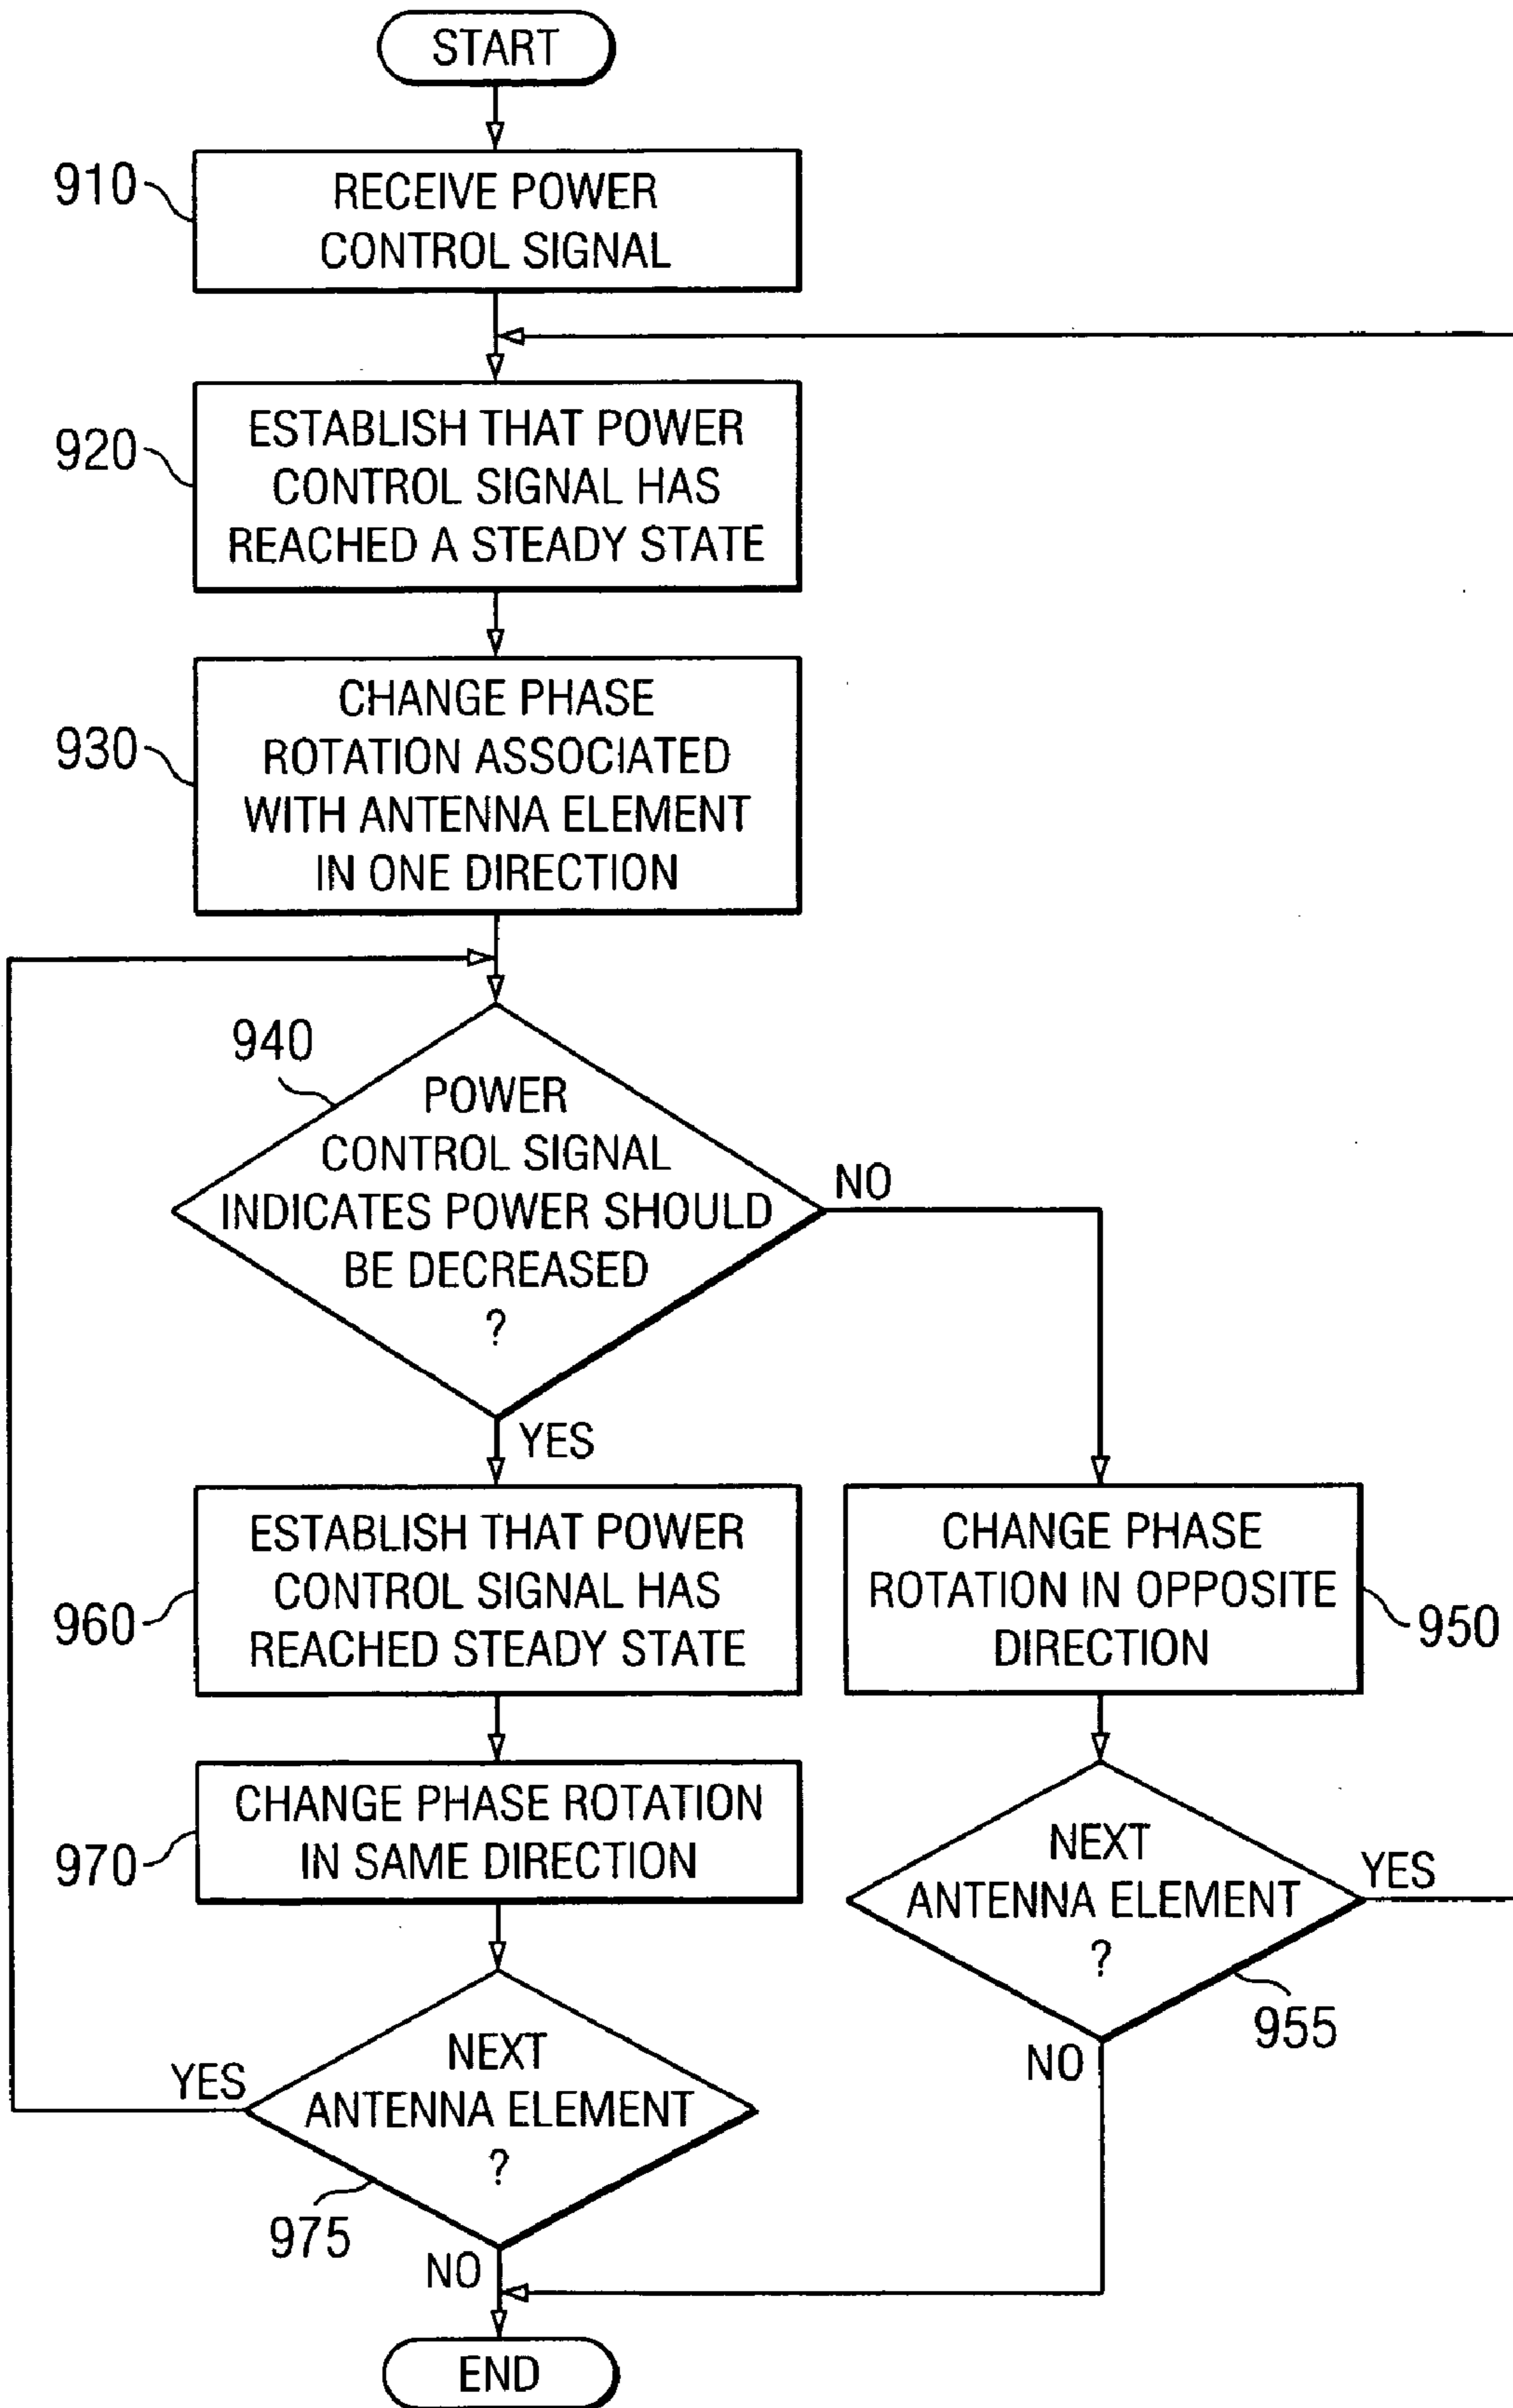 START
910
RECEIVE POWER
CONTROL SIGNAL
920
ESTABLISH THAT POWER
CONTROL SIGNAL HAS
REACHED A STEADY STATE
930
CHANGE PHASE
ROTATION ASSOCIATED
WITH ANTENNA ELEMENT
IN ONE DIRECTION
940
POWER
CONTROL SIGNAL
INDICATES POWER SHOULD
BE DECREASED
?
NO
YES
960
ESTABLISH THAT POWER
CONTROL SIGNAL HAS
REACHED STEADY STATE
CHANGE PHASE
ROTATION IN OPPOSITE
DIRECTION
950
970
CHANGE PHASE ROTATION
IN SAME DIRECTION
NEXT
ANTENNA ELEMENT
?
YES
955
NO
NEXT
ANTENNA ELEMENT
?
YES
975
NO
END